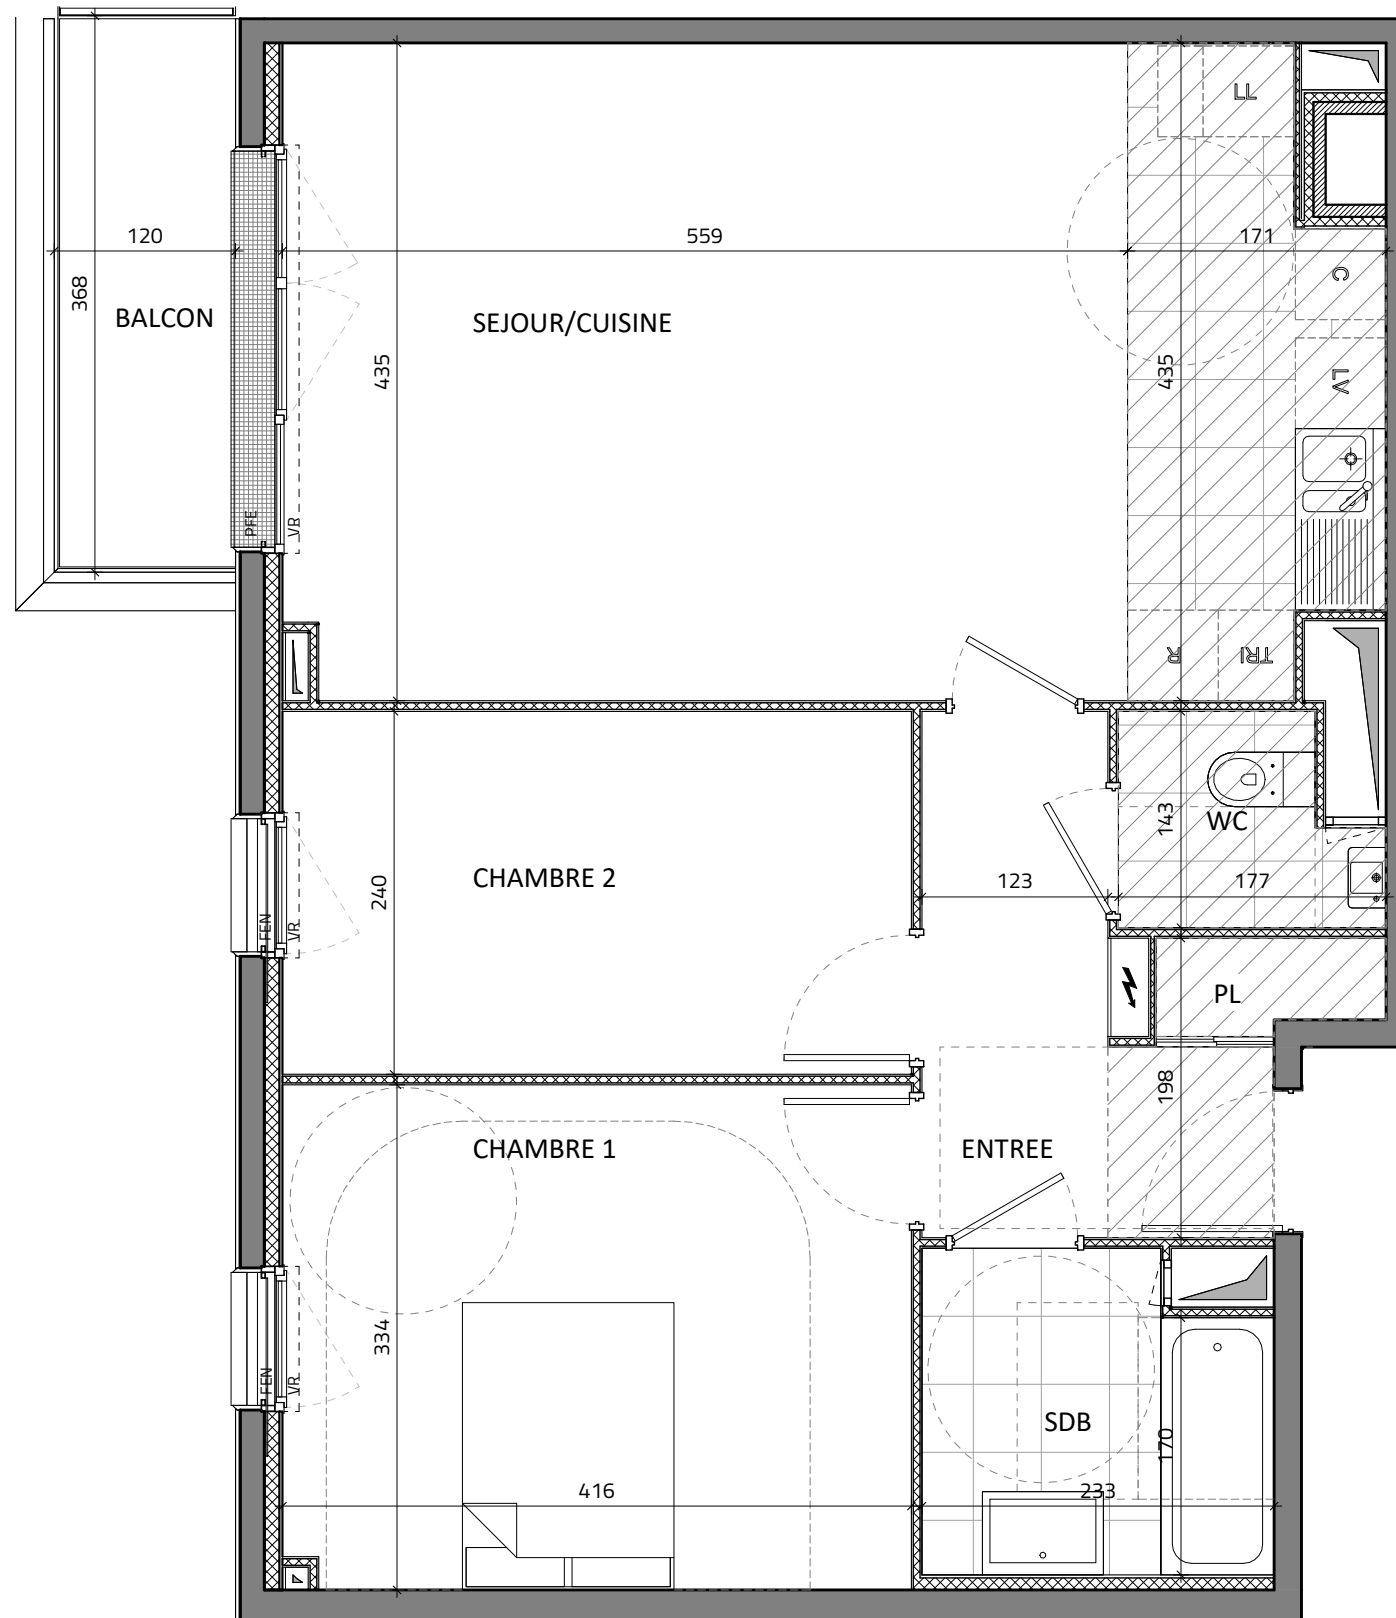 LL
120
559
171
C
368
BALCON
SEJOUR/CUISINE
435
435
LV
PFE
VR
R
TRI
WC
143
CHAMBRE 2
240
123
177
FEN
VR
PL
198
CHAMBRE 1
ENTREE
334
FEN
VR
SDB
170
416
233